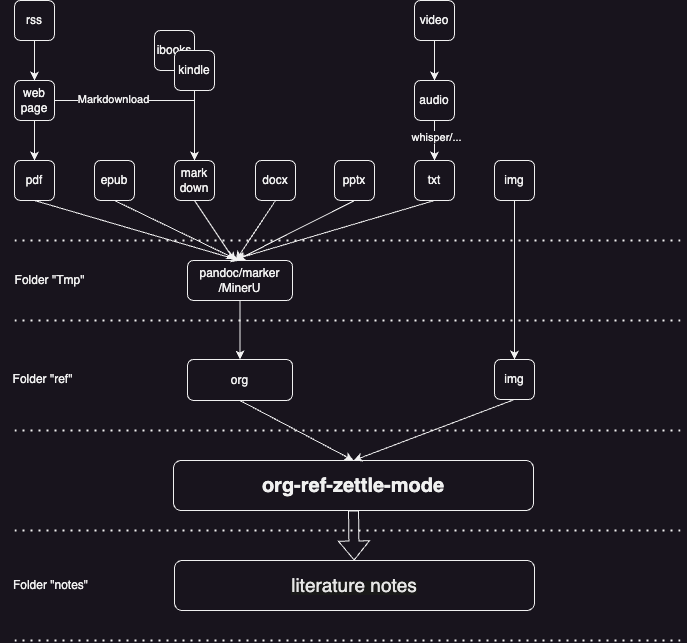 rss
video
ibooks
kindle
web
page
Markdownload
audio
whisper/...
pdf
epub
mark
down
docx
pptx
txt
img
Folder "Tmp"
pandoc/marker
/MinerU
Folder "ref"
org
img
org-ref-zettle-mode
Folder "notes"
literature notes